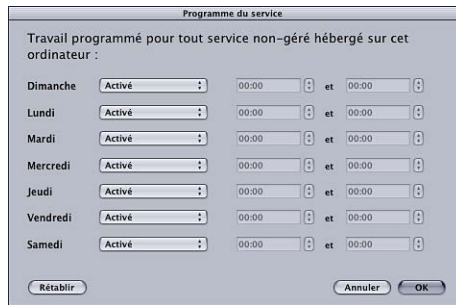 Programme du service
Travail programmé pour tout service non-géré hébergé sur cet
ordinateur :
Dimanche Activé 00:00 et 00:00
Lundi Activé 00:00 et 00:00
Mardi Activé 00:00 et 00:00
Mercredi Activé 00:00 et 00:00
Jeudi Activé 00:00 et 00:00
Vendredi Activé 00:00 et 00:00
Samedi Activé 00:00 et 00:00
Rétablir Annuler OK